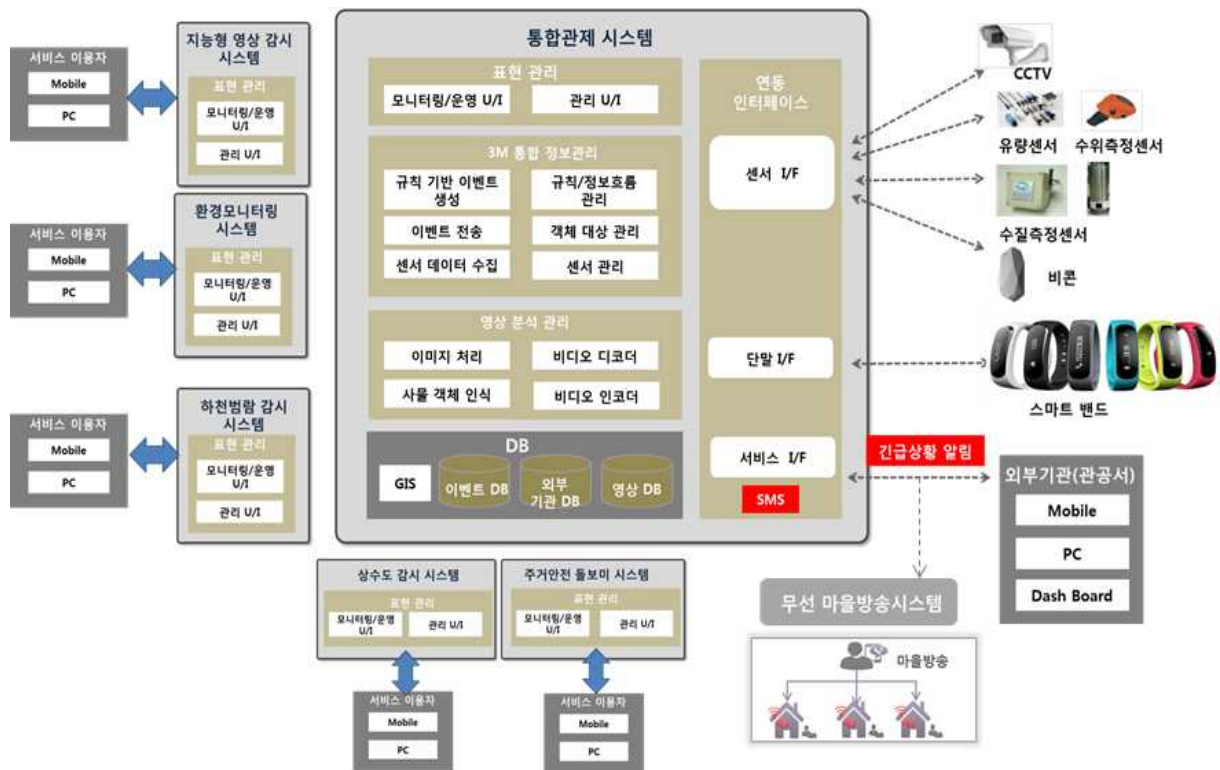 서비스 이용자
Mobile
PC
지능형 영상 감시
시스템
표현 관리
모니터링/운영
U/I
관리 U/I
서비스 이용자
Mobile
PC
환경모니터링
시스템
표현 관리
모니터링/운영
U/I
관리 U/I
서비스 이용자
Mobile
PC
하천범람 감시
시스템
표현 관리
모니터링/운영
U/I
관리 U/I
통합관제 시스템
표현 관리
모니터링/운영 U/I
관리 U/I
3M 통합 정보관리
규칙 기반 이벤트
생성
규칙/정보흐름
관리
이벤트 전송
객체 대상 관리
센서 데이터 수집
센서 관리
영상 분석 관리
이미지 처리
비디오 디코더
사물 객체 인식
비디오 인코더
DB
GIS
이벤트 DB
외부
기관 DB
영상 DB
연동
인터페이스
센서 I/F
단말 I/F
서비스 I/F
SMS
CCTV
유량센서
수위측정센서
수질측정센서
비콘
스마트 밴드
긴급상황 알림
외부기관(관공서)
Mobile
PC
Dash Board
무선 마을방송시스템
마을방송
상수도 감시 시스템
표현 관리
모니터링/운영
U/I
관리 U/I
서비스 이용자
Mobile
PC
주거안전 돌보미 시스템
표현 관리
모니터링/운영
U/I
관리 U/I
서비스 이용자
Mobile
PC